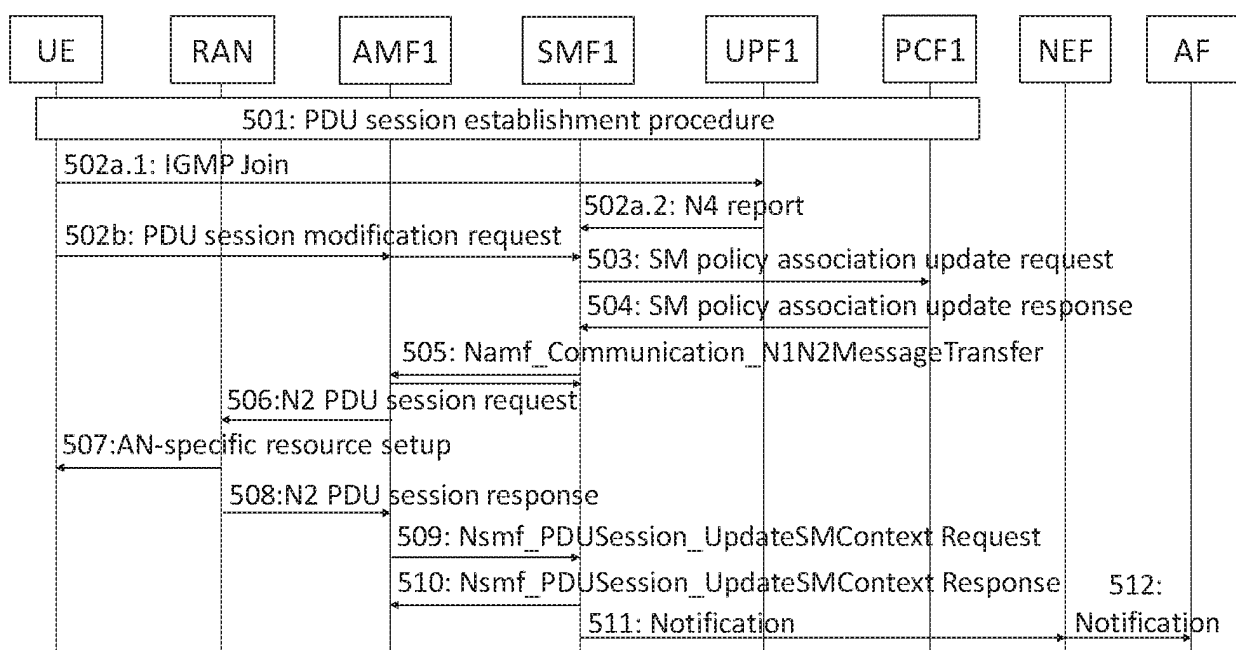 UE RAN AMF1 SMF1 UPF1 PCF1 NEF AF
501: PDU session establishment procedure
502a.1: IGMP Join
502a.2: N4 report
502b: PDU session modification request
503: SM policy association update request
504: SM policy association update response
505: Namf_Communication_N1N2MessageTransfer
506:N2 PDU session request
507:AN-specific resource setup
508:N2 PDU session response
509: Nsmf_PDUSession_UpdateSMContext Request
510: Nsmf_PDUSession_UpdateSMContext Response
511: Notification
512:
Notification